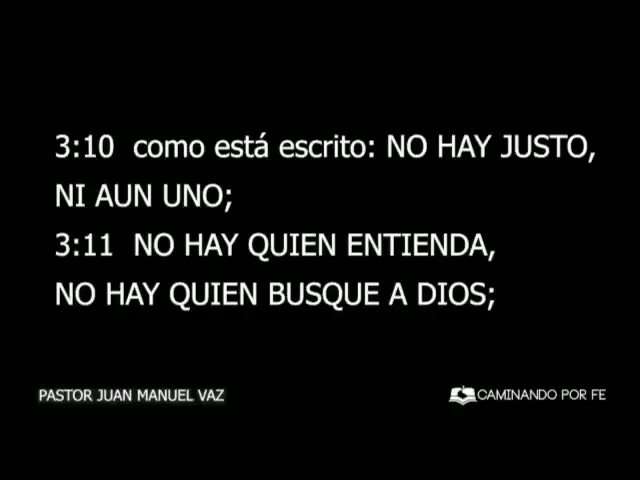 3:10 como está escrito: NO HAY JUSTO,
NI AUN UNO;
3:11 NO HAY QUIEN ENTIENDA,
NO HAY QUIEN BUSQUE A DIOS;
PASTOR JUAN MANUEL VAZ
CAMINANDO POR FE